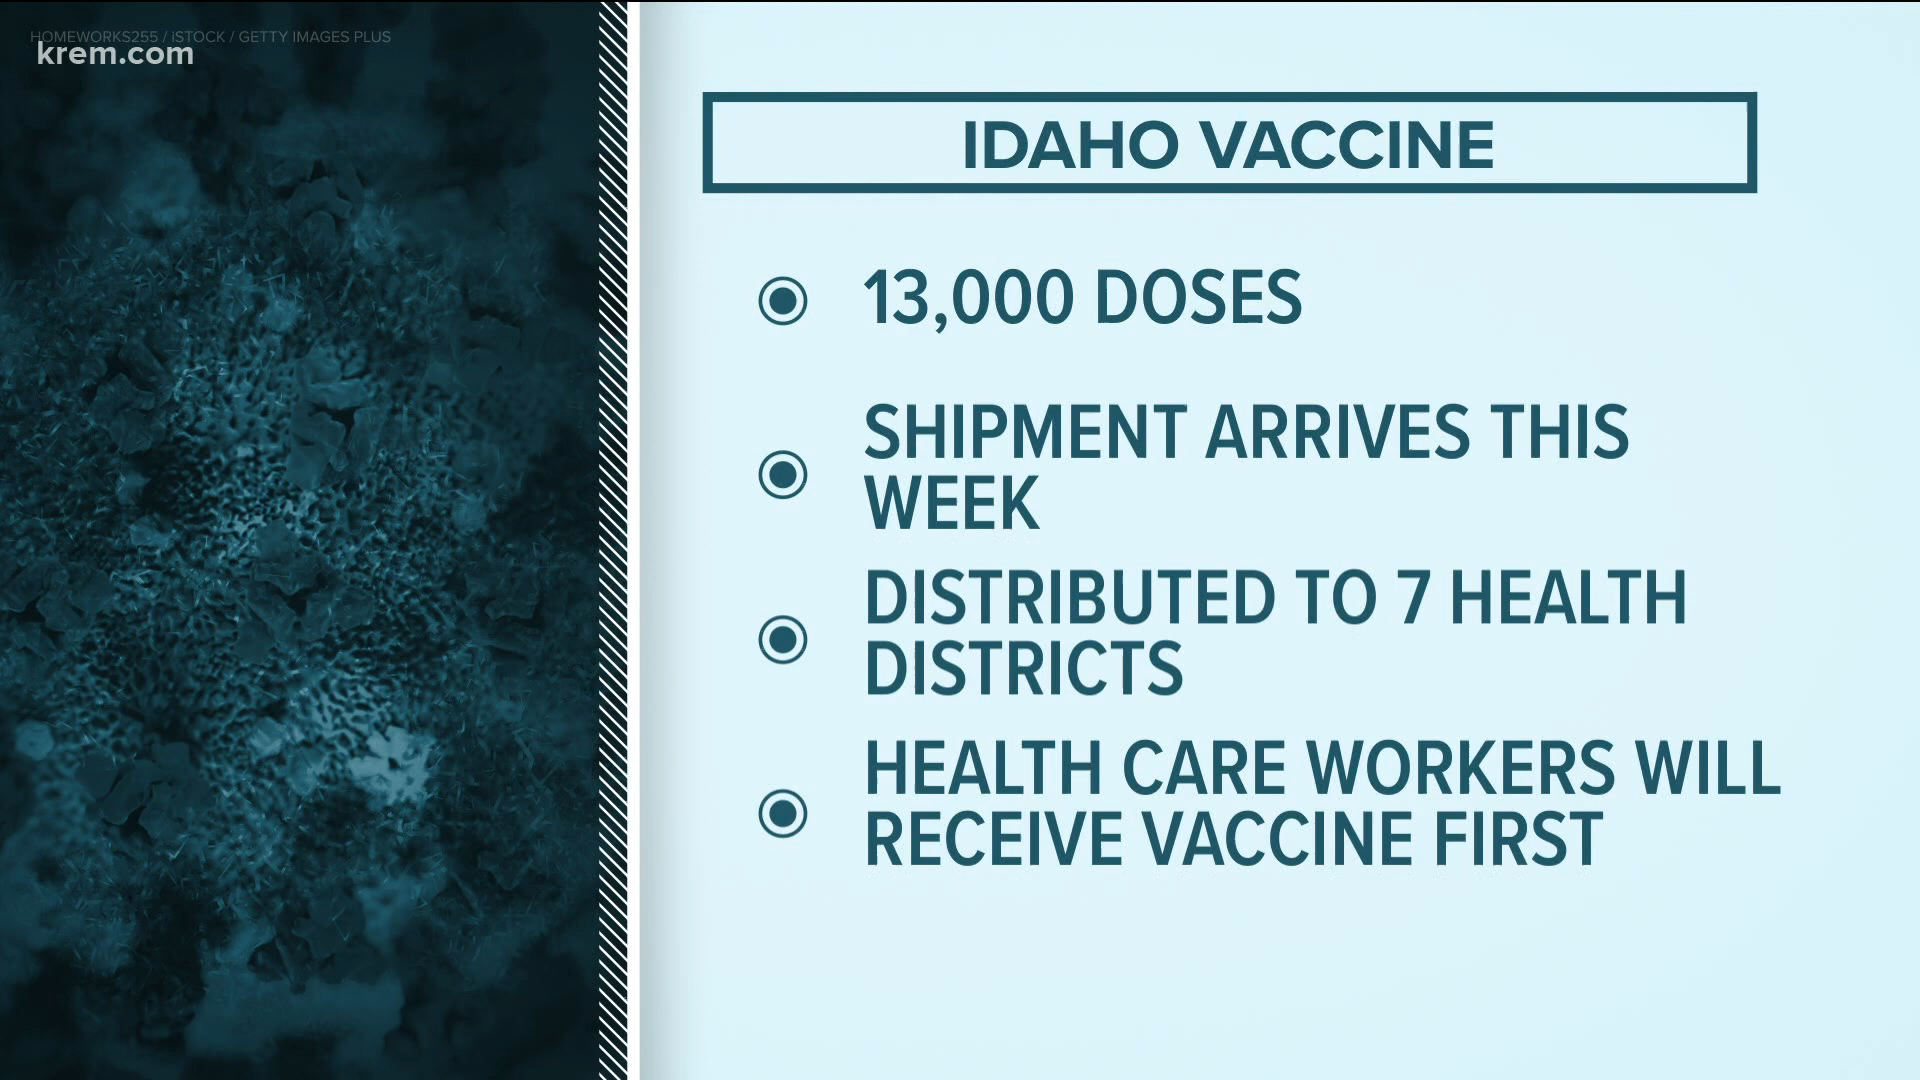 HOMEWORKS255 / iSTOCK / GETTY IMAGES PLUS
krem.com
IDAHO VACCINE
13,000 DOSES
SHIPMENT ARRIVES THIS
WEEK
DISTRIBUTED TO 7 HEALTH
DISTRICTS
HEALTH CARE WORKERS WILL
RECEIVE VACCINE FIRST